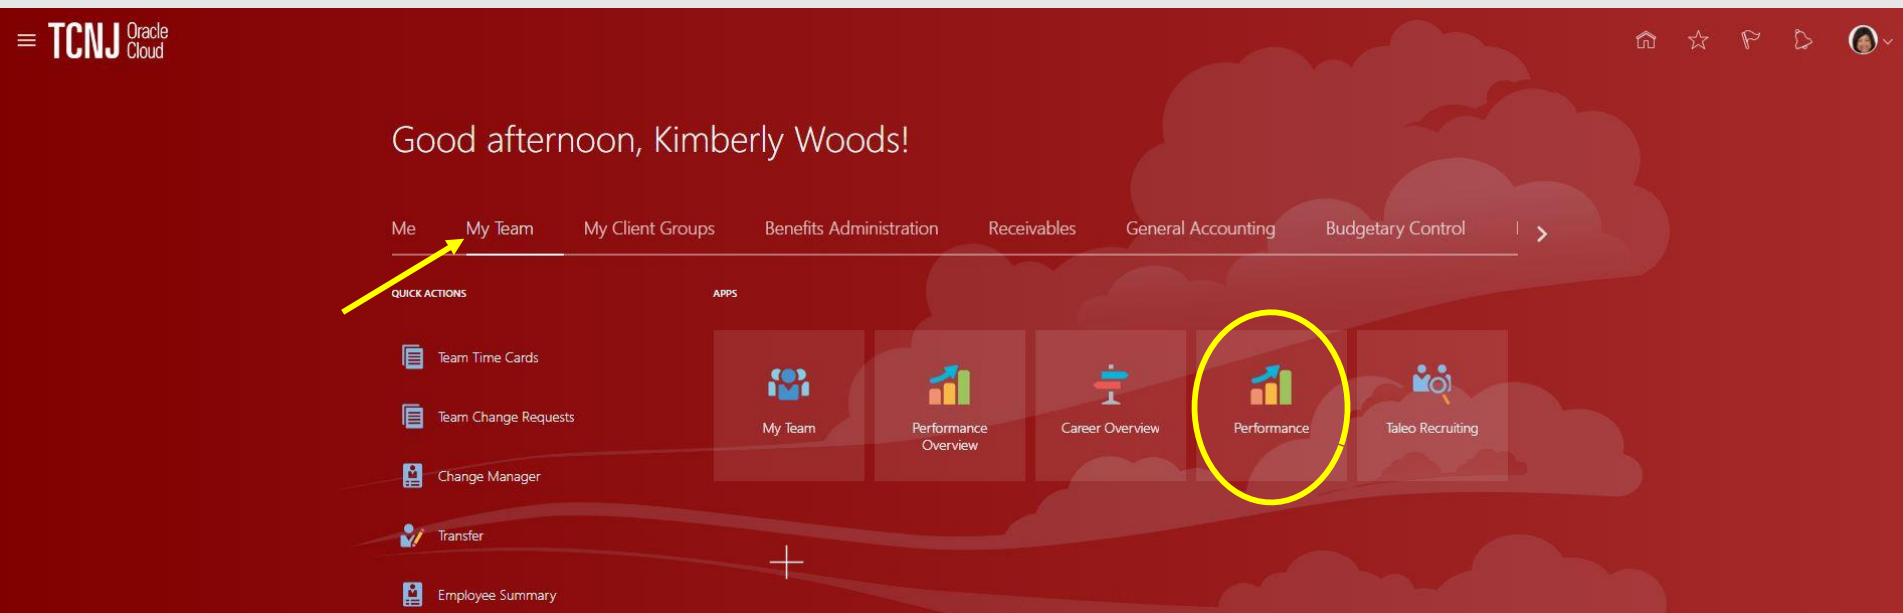 TCNJ Oracle Cloud
Good afternoon, Kimberly Woods!
Me My Team My Client Groups Benefits Administration Receivables General Accounting Budgetary Control
QUICK ACTIONS
Team Time Cards
Team Change Requests
Change Manager
Transfer
Employee Summary
APPS
My Team
Performance
Overview
Career Overview
Performance
Taleo Recruiting